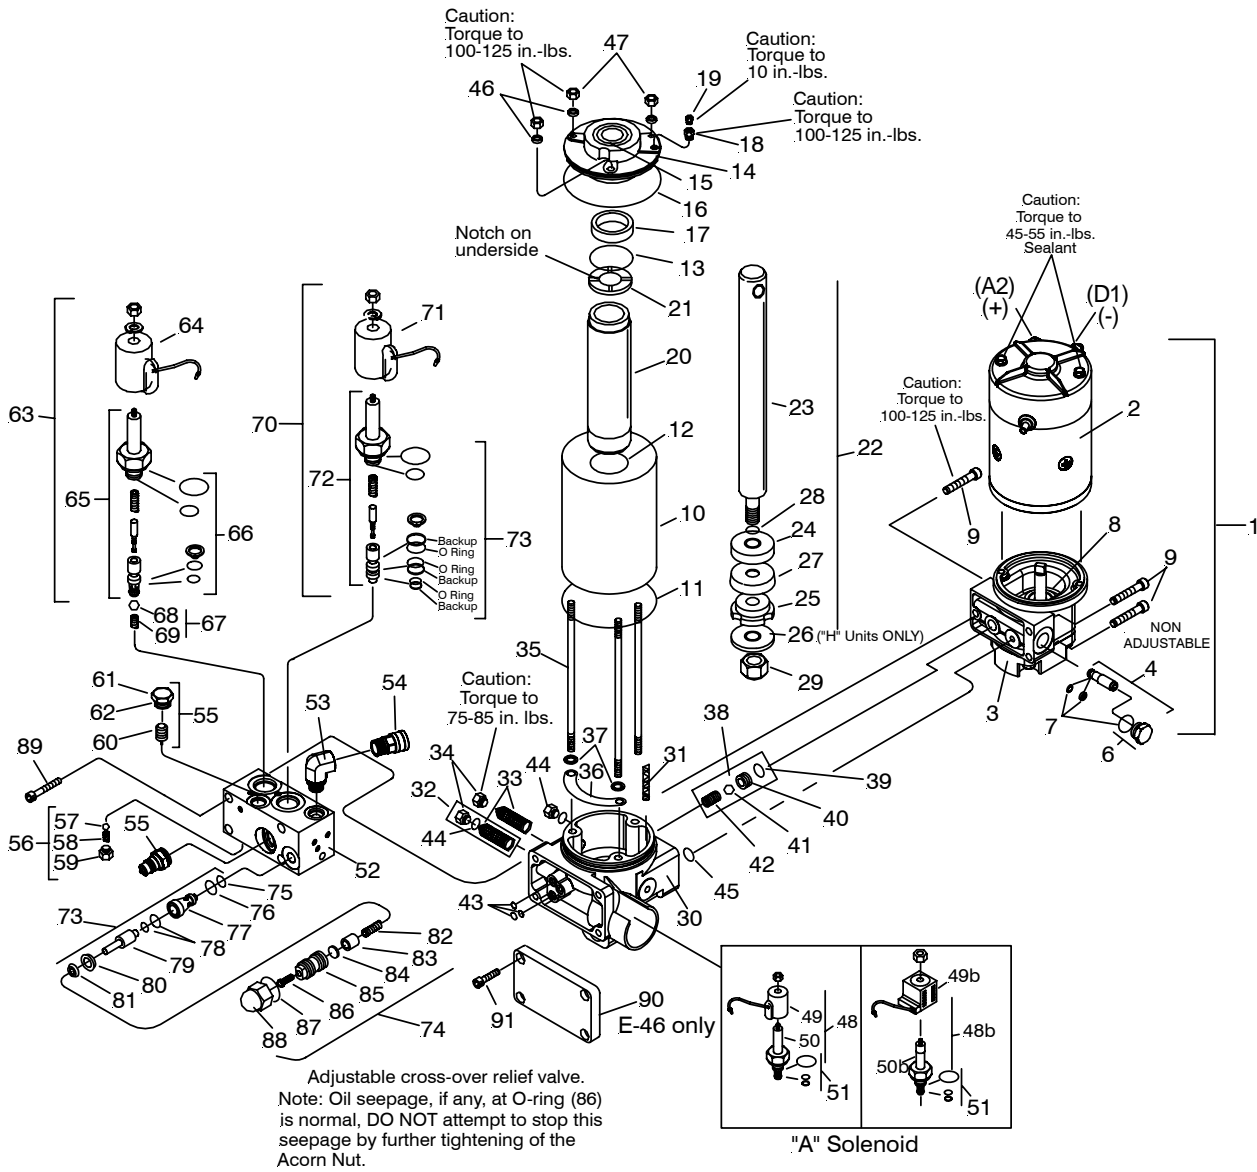 Caution:
Torque to
100-125 in.-lbs.
47
Caution:
Torque to
10 in.-lbs.
19
46
Caution:
Torque to
100-125 in.-lbs.
18
14
15
16
17
Notch on
underside
13
21
20
12
10
11
Caution:
Torque to
45-55 in.-lbs.
Sealant
(A2)
(+)
(D1)
(-)
Caution:
Torque to
100-125 in.-lbs.
2
1
9
8
9
NON
ADJUSTABLE
4
3
7
6
64
63
65
66
68
69
67
71
70
72
73
Backup
O Ring
O Ring
Backup
O Ring
Backup
23
22
28
24
27
25
26
("H" Units ONLY)
29
35
Caution:
Torque to
75-85 in. lbs.
61
62
55
60
53
54
89
34
32
33
44
37
36
44
31
38
39
40
41
42
45
30
43
56
57
58
59
55
52
75
76
77
73
78
79
80
81
82
83
84
85
86
87
88
74
91
90
E-46 only
49
48
50
51
49b
48b
50b
51
"A" Solenoid
Adjustable cross-over relief valve.
Note: Oil seepage, if any, at O-ring (86)
is normal, DO NOT attempt to stop this
seepage by further tightening of the
Acorn Nut.